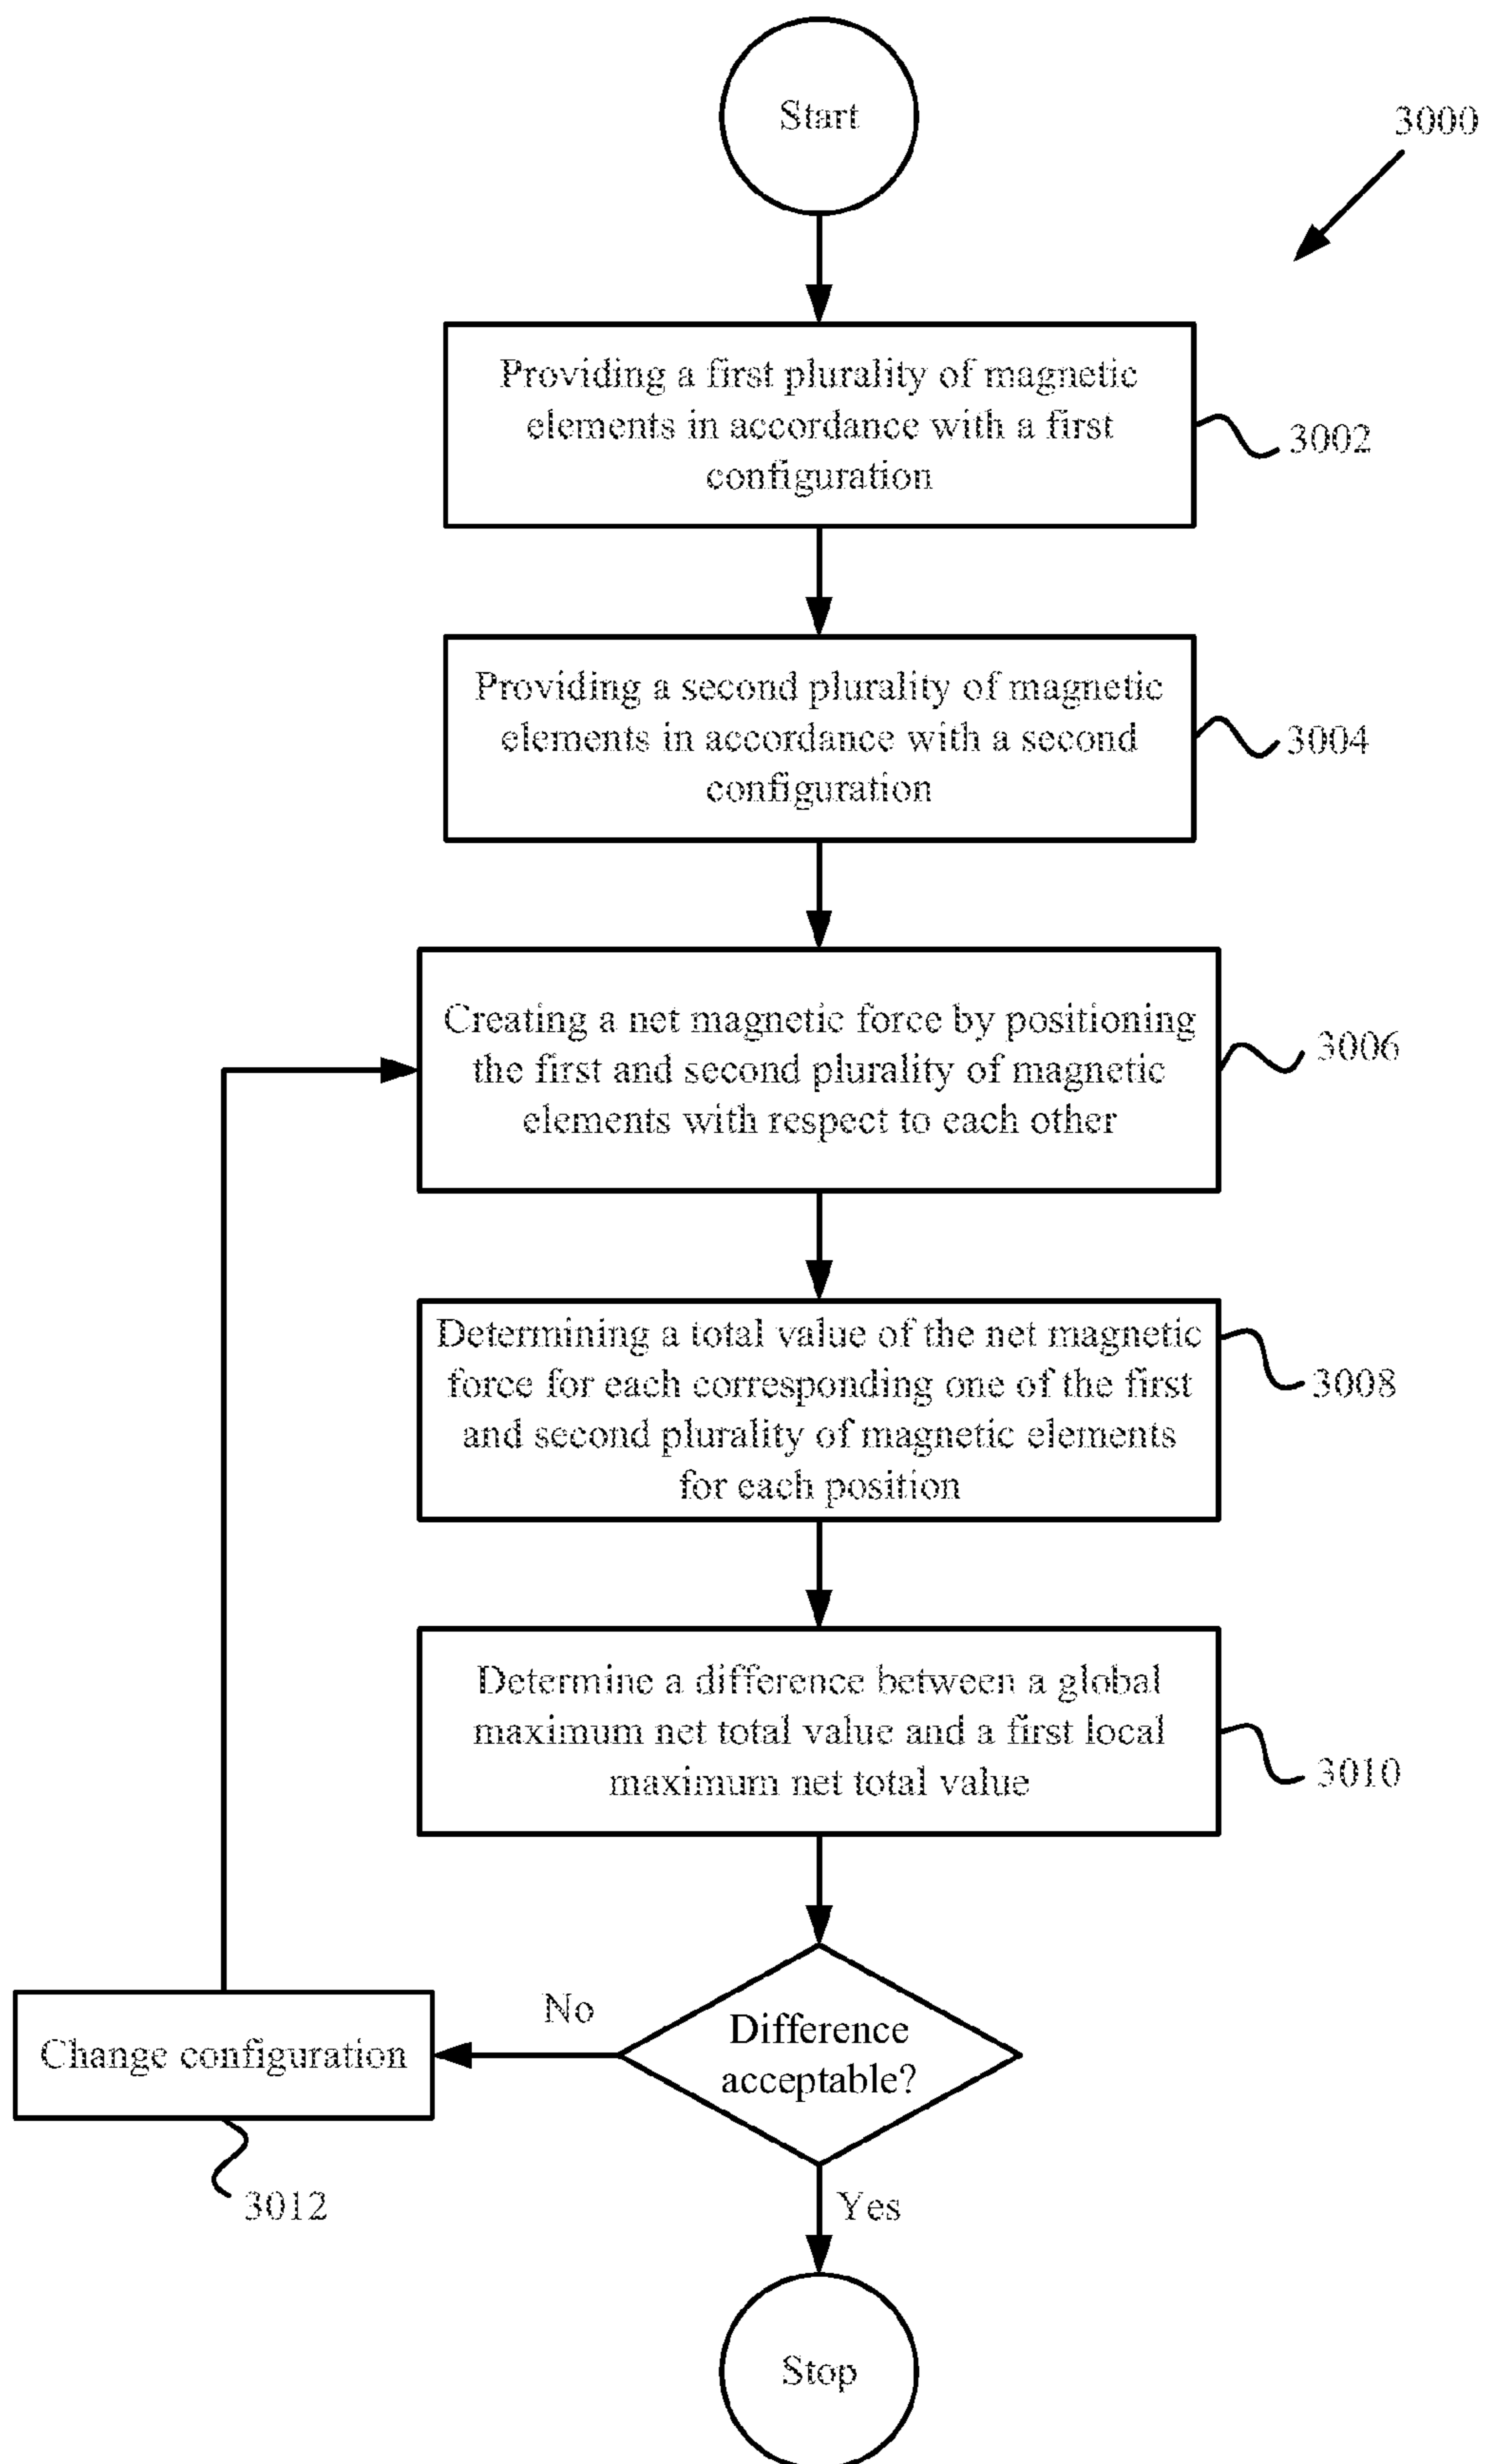 Start
3000
Providing a first plurality of magnetic
elements in accordance with a first
configuration
3002
Providing a second plurality of magnetic
elements in accordance with a second
configuration
3004
Creating a net magnetic force by positioning
the first and second plurality of magnetic
elements with respect to each other
3006
Determining a total value of the net magnetic
force for each corresponding one of the first
and second plurality of magnetic elements
for each position
3008
Determine a difference between a global
maximum net total value and a first local
maximum net total value
3010
Difference
acceptable?
No
Change configuration
3012
Yes
Stop